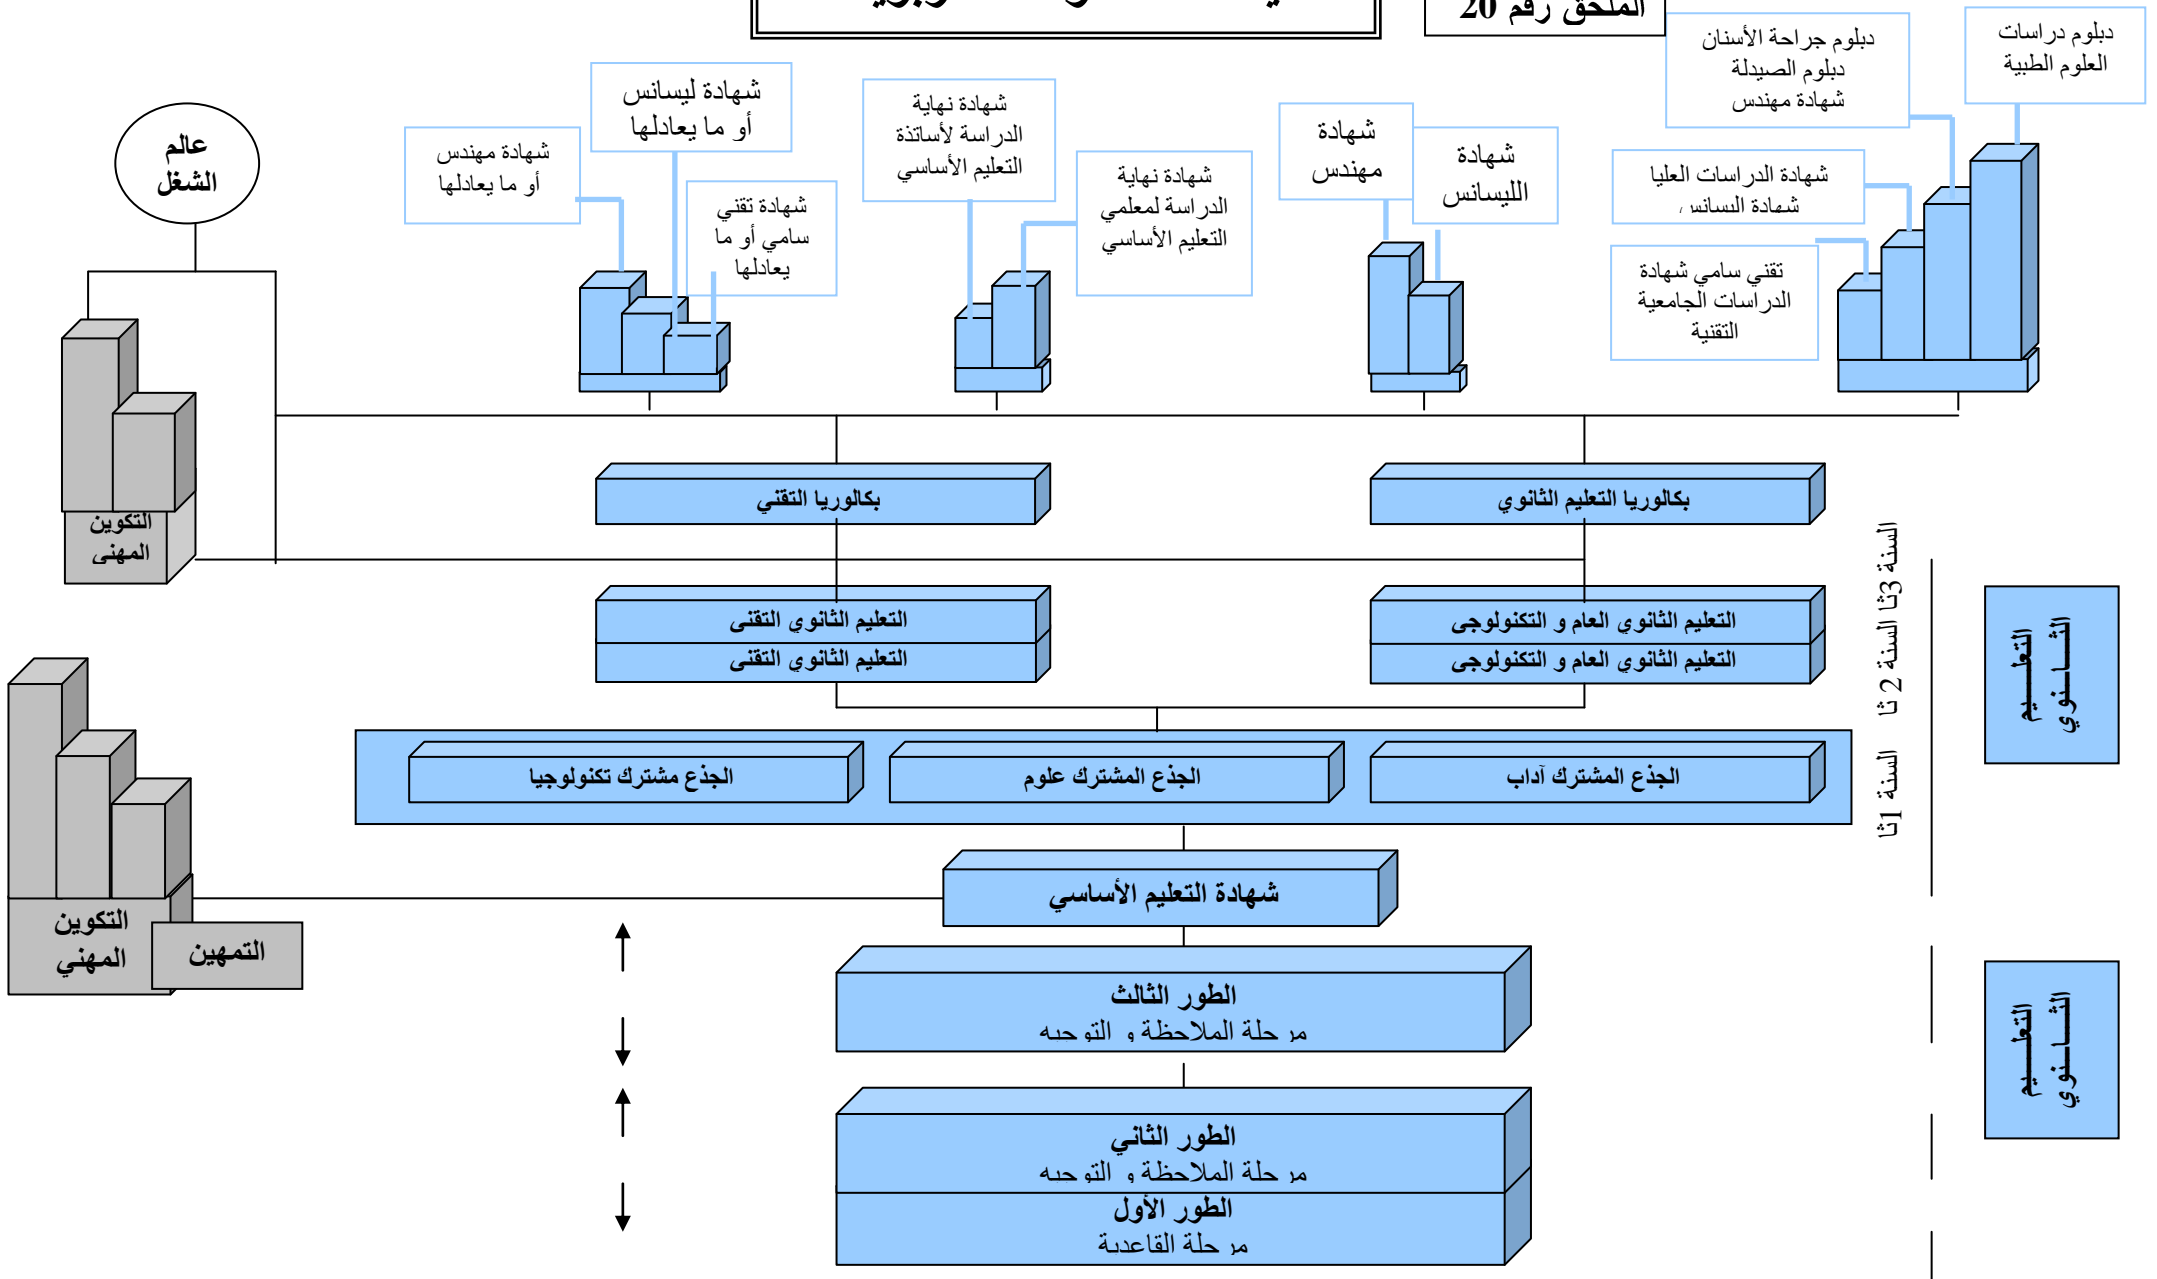 الملحق رقم 20
دبلوم دراسات
العلوم الطبية
دبلوم جراحة الأسنان
دبلوم الصيدلة
شهادة مهندس
شهادة الدراسات العليا
شهادة اليسانس
تقني سامي شهادة
الدراسات الجامعية
التقنية
شهادة
الليسانس
شهادة
مهندس
شهادة نهاية
الدراسة لمعلمي
التعليم الأساسي
شهادة نهاية
الدراسة لأساتذة
التعليم الأساسي
شهادة ليسانس
أو ما يعادلها
شهادة تقني
سامي أو ما
يعادلها
شهادة مهندس
أو ما يعادلها
عالم
الشغل
بكالوريا التعليم الثانوي
بكالوريا التقني
التكوين
المهني
السنة 3ثا
السنة 2 ثا
السنة 1ثا
التعليم الثانوي العام و التكنولوجي
التعليم الثانوي التقني
التعليم الثانوي العام و التكنولوجي
التعليم الثانوي التقني
التعلـــيم
الثـــانوي
الجذع المشترك آداب
الجذع المشترك علوم
الجذع مشترك تكنولوجيا
شهادة التعليم الأساسي
التكوين
المهني
التمهين
الطور الثالث
مرحلة الملاحظة و التوجيه
التعلـــيم
الثـــانوي
الطور الثاني
مرحلة الملاحظة و التوجيه
الطور الأول
مرحلة القاعدية